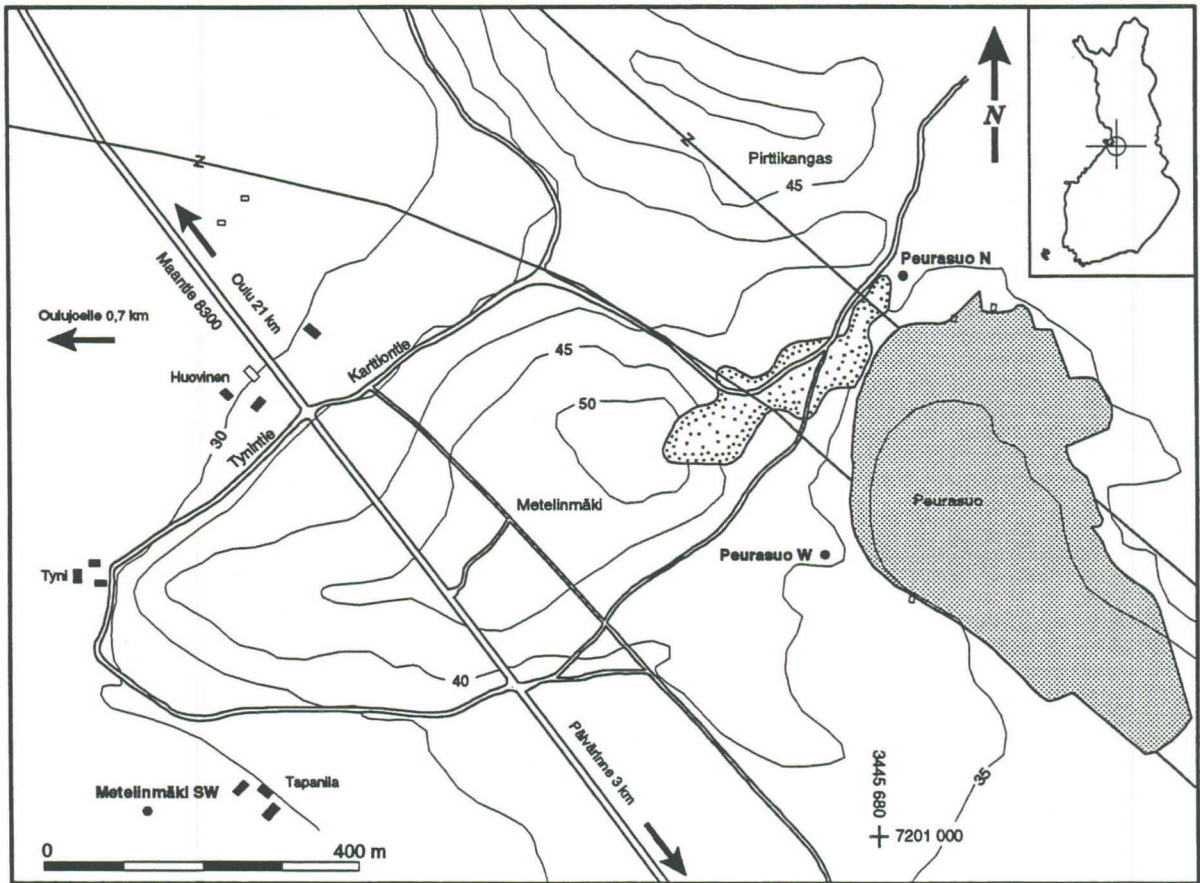 N
Pirttikangas
45
Z
Z
Peurasuo N
Oulu 21 km
Maantie 8300
Oulujoelle 0,7 km
Karttiontie
45
50
Huovinen
30
Tynintie
Metelinmäki
Peurasuo
Peurasuo W
Tyni
40
Päivärinne 3 km
35
3445 680
7201 000
Metelinmäki SW
Tapanila
0 400 m